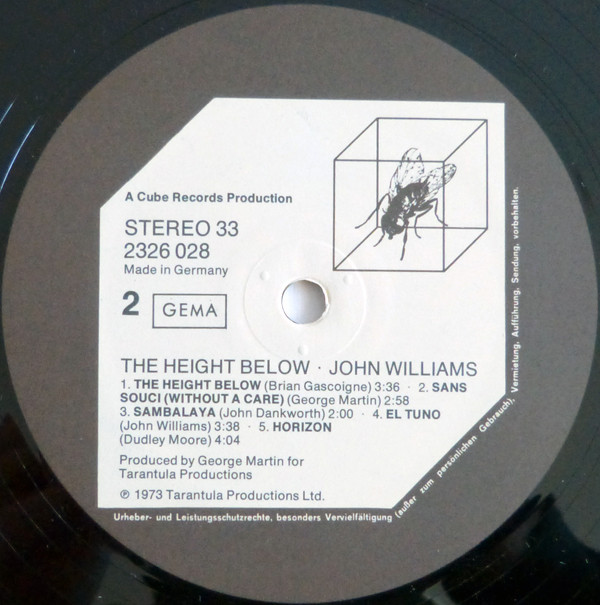 A Cube Records Production
STEREO 33
2326 028
Made in Germany
2 GEMA
THE HEIGHT BELOW · JOHN WILLIAMS
1. THE HEIGHT BELOW (Brian Gascoigne) 3:36 · 2. SANS
SOUCI (WITHOUT A CARE) (George Martin) 2:58
3. SAMBALAYA (John Dankworth) 2:00 · 4. EL TUNO
(John Williams) 3:38 · 5. HORIZON
(Dudley Moore) 4:04
Produced by George Martin for
Tarantula Productions
℗ 1973 Tarantula Productions Ltd.
Urheber- und Leistungsschutzrechte, besonders Vervielfältigung (außer zum persönlichen Gebrauch), Vermietung, Aufführung, Sendung, vorbehalten.